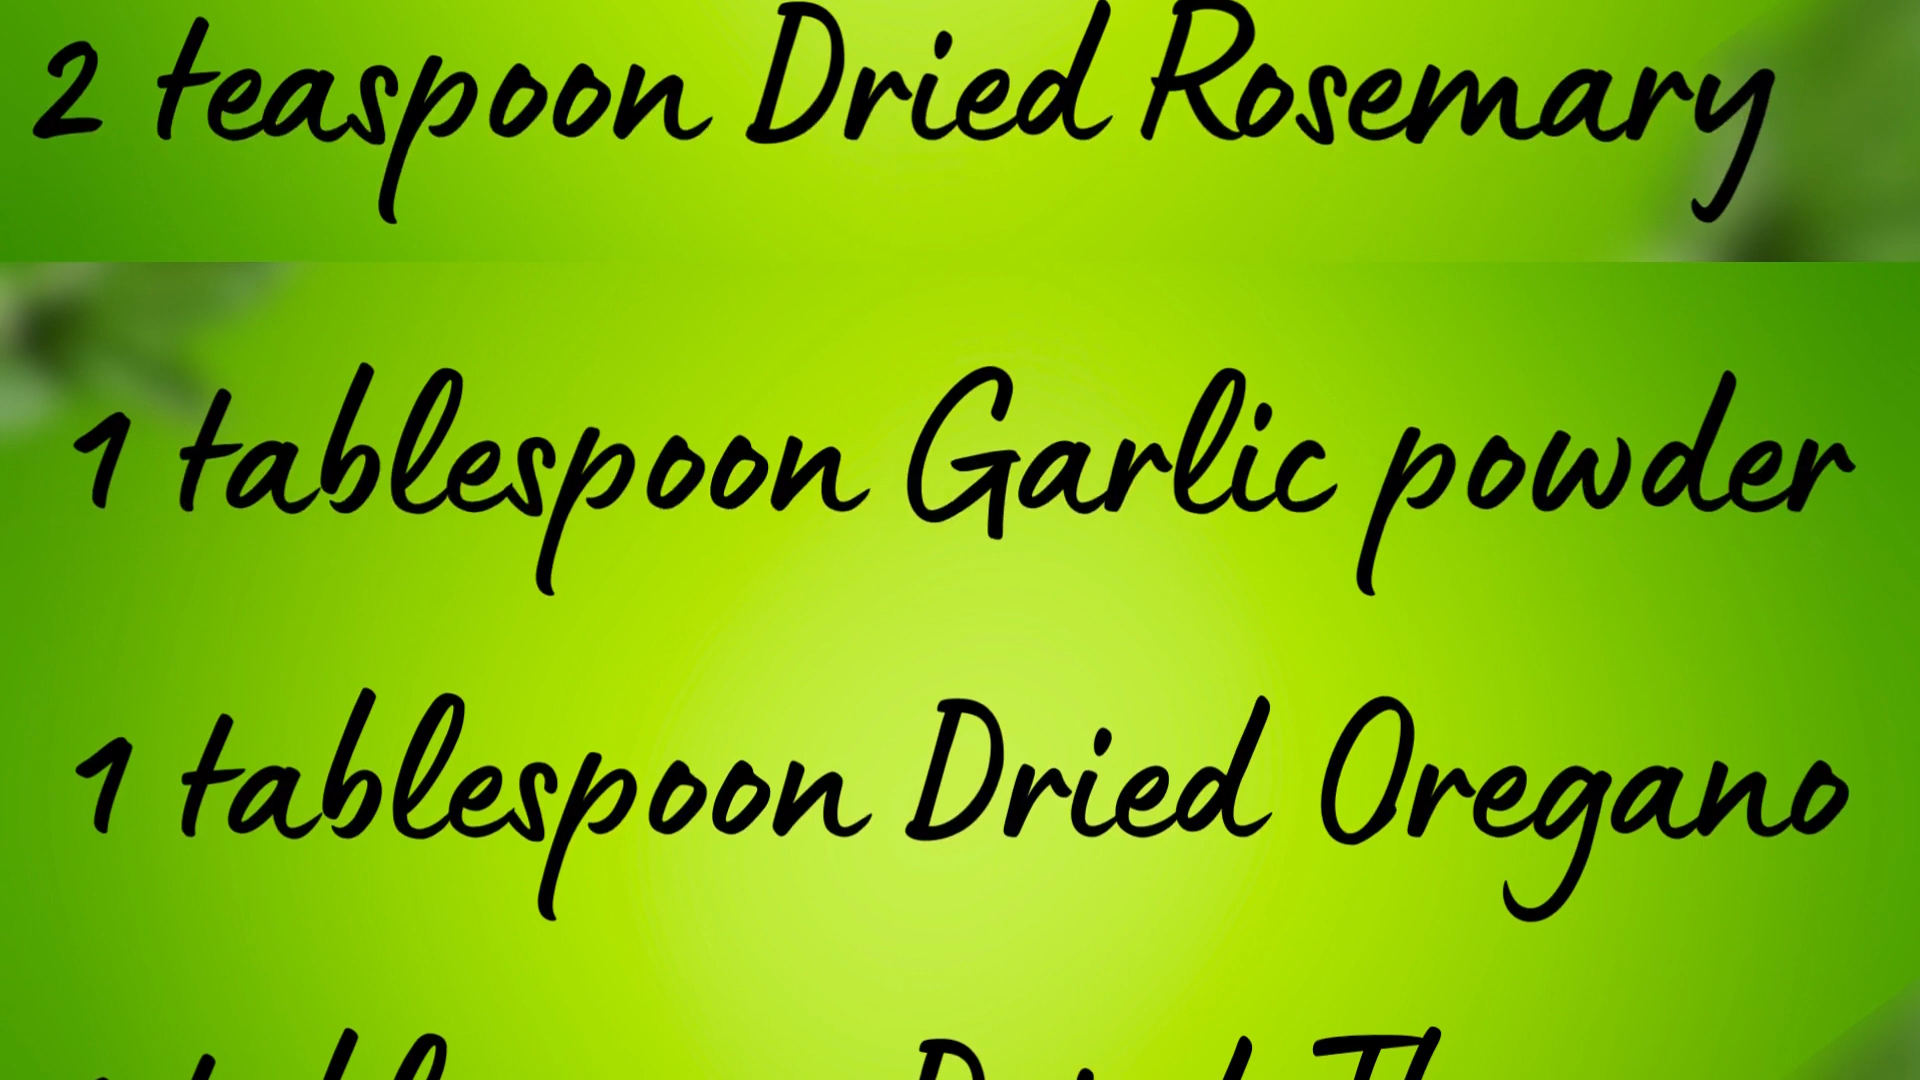 2 teaspoon Dried Rosemary
1 tablespoon Garlic powder
1 tablespoon Dried Oregano